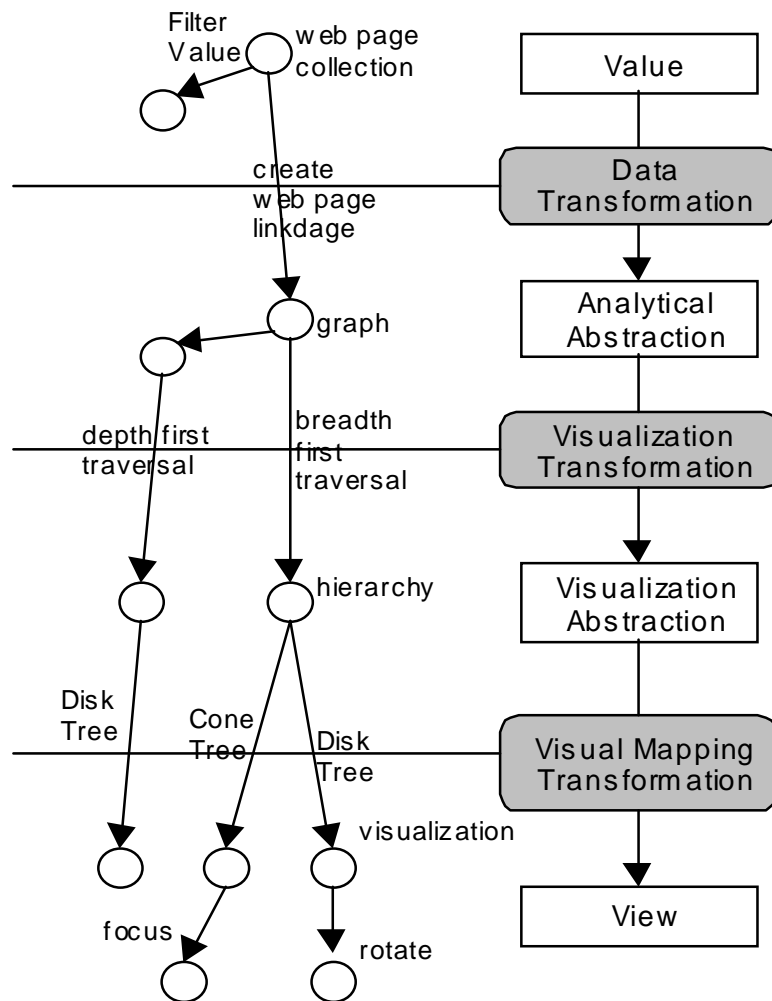 Filter
Value
web page
collection
Value
create
web page
linkdage
Data
Transformation
graph
Analytical
Abstraction
depth first
traversal
breadth
first
traversal
Visualization
Transformation
hierarchy
Visualization
Abstraction
Disk
Tree
Cone
Tree
Disk
Tree
Visual Mapping
Transformation
visualization
focus
rotate
View